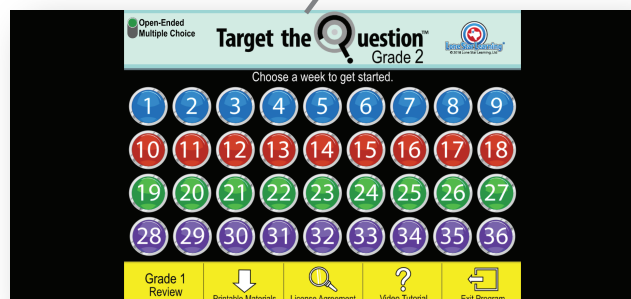 Open-Ended
Multiple Choice
Target the Question™
Grade 2
Lone Star Learning®
Choose a week to get started.
1 2 3 4 5 6 7 8 9
10 11 12 13 14 15 16 17 18
19 20 21 22 23 24 25 26 27
28 29 30 31 32 33 34 35 36
Grade 1
Review
Printable Materials
License Agreement
Video Tutorial
Exit Program